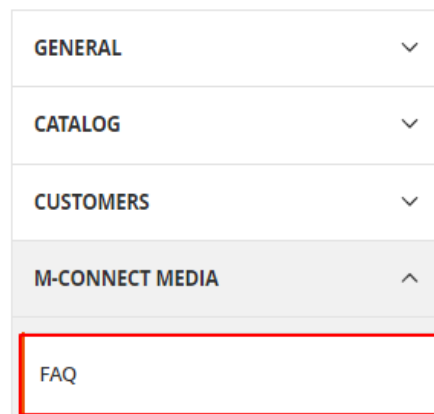 GENERAL
CATALOG
CUSTOMERS
M-CONNECT MEDIA
FAQ